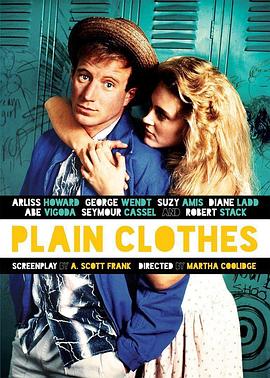 ARLISS HOWARD GEORGE WENDT SUZY AMIS DIANE LADD
ABE VIGODA SEYMOUR CASSEL AND ROBERT STACK
PLAIN CLOTHES
SCREENPLAY BY A. SCOTT FRANK DIRECTED BY MARTHA COOLIDGE